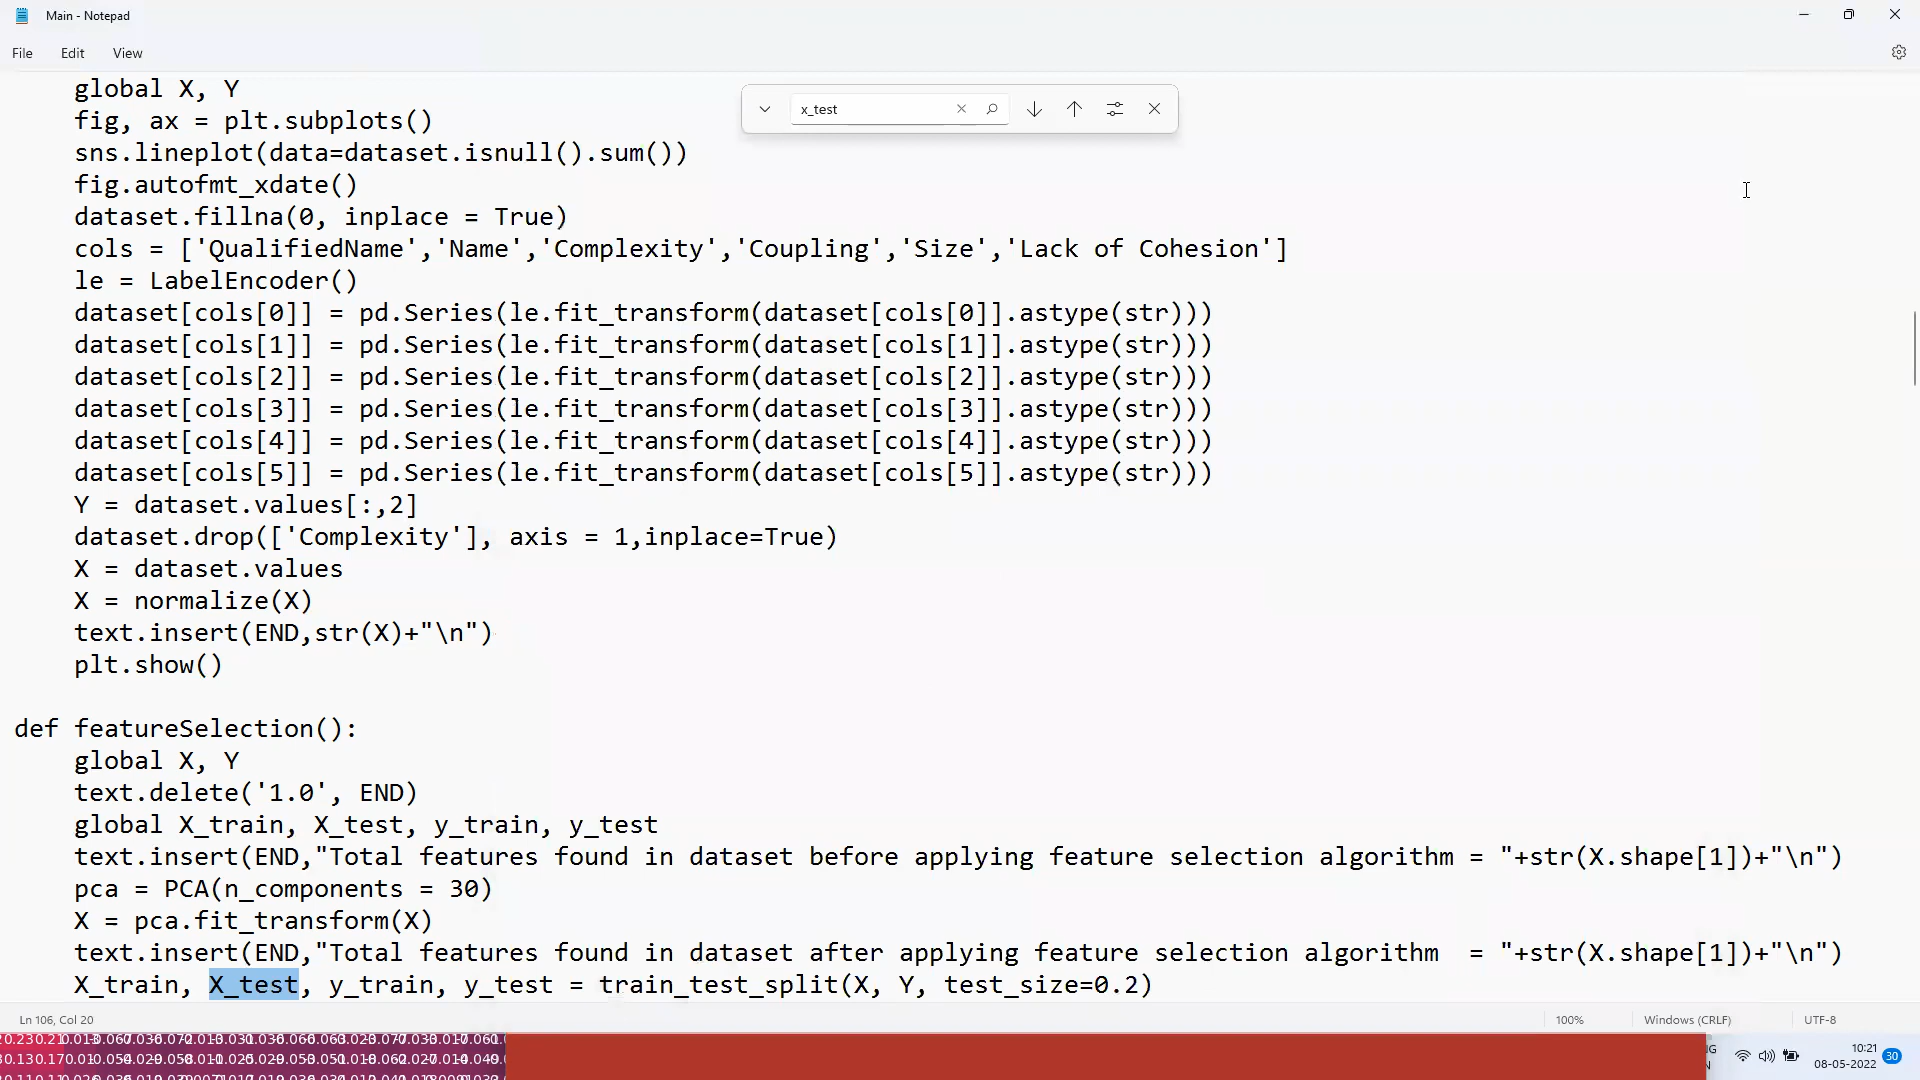 Main - Notepad
File Edit View
x_test
    global X, Y
    fig, ax = plt.subplots()
    sns.lineplot(data=dataset.isnull().sum())
    fig.autofmt_xdate()
    dataset.fillna(0, inplace = True)
    cols = ['QualifiedName','Name','Complexity','Coupling','Size','Lack of Cohesion']
    le = LabelEncoder()
    dataset[cols[0]] = pd.Series(le.fit_transform(dataset[cols[0]].astype(str)))
    dataset[cols[1]] = pd.Series(le.fit_transform(dataset[cols[1]].astype(str)))
    dataset[cols[2]] = pd.Series(le.fit_transform(dataset[cols[2]].astype(str)))
    dataset[cols[3]] = pd.Series(le.fit_transform(dataset[cols[3]].astype(str)))
    dataset[cols[4]] = pd.Series(le.fit_transform(dataset[cols[4]].astype(str)))
    dataset[cols[5]] = pd.Series(le.fit_transform(dataset[cols[5]].astype(str)))
    Y = dataset.values[:,2]
    dataset.drop(['Complexity'], axis = 1,inplace=True)
    X = dataset.values
    X = normalize(X)
    text.insert(END,str(X)+"\n")
    plt.show()
def featureSelection():
    global X, Y
    text.delete('1.0', END)
    global X_train, X_test, y_train, y_test
    text.insert(END,"Total features found in dataset before applying feature selection algorithm = "+str(X.shape[1])+"\n")
    pca = PCA(n_components = 30)
    X = pca.fit_transform(X)
    text.insert(END,"Total features found in dataset after applying feature selection algorithm  = "+str(X.shape[1])+"\n")
    X_train, X_test, y_train, y_test = train_test_split(X, Y, test_size=0.2)
Ln 106, Col 20 100% Windows (CRLF) UTF-8
10:21
08-05-2022 30